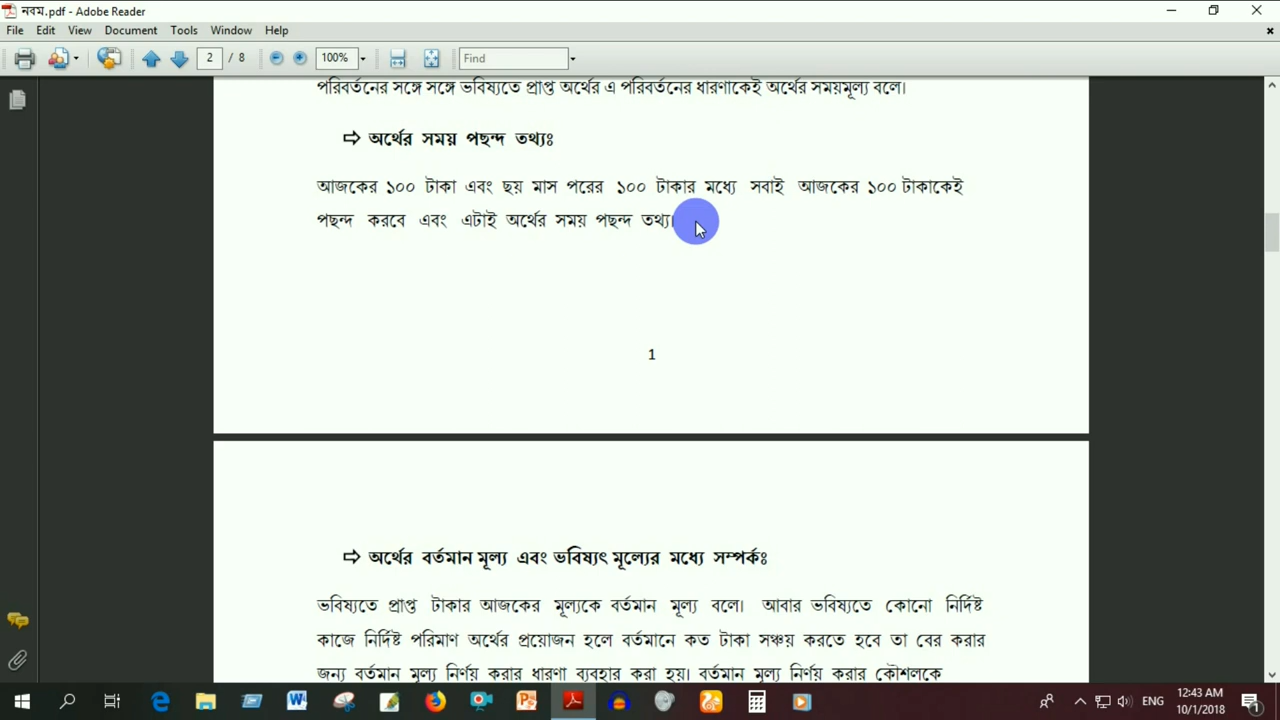 নবম.pdf - Adobe Reader
File Edit View Document Tools Window Help
2 / 8 100% Find
পরিবর্তনের সঙ্গে সঙ্গে ভবিষ্যতে প্রাপ্ত অর্থের এ পরিবর্তনের ধারণাকেই অর্থের সময়মূল্য বলে।
⇨ অর্থের সময় পছন্দ তথ্যঃ
আজকের ১০০ টাকা এবং ছয় মাস পরের ১০০ টাকার মধ্যে সবাই আজকের ১০০ টাকাকেই
পছন্দ করবে এবং এটাই অর্থের সময় পছন্দ তথ্য।
1
⇨ অর্থের বর্তমান মূল্য এবং ভবিষ্যৎ মূল্যের মধ্যে সম্পর্কঃ
ভবিষ্যতে প্রাপ্ত টাকার আজকের মূল্যকে বর্তমান মূল্য বলে। আবার ভবিষ্যতে কোনো নির্দিষ্ট
কাজে নির্দিষ্ট পরিমাণ অর্থের প্রয়োজন হলে বর্তমানে কত টাকা সঞ্চয় করতে হবে তা বের করার
জন্য বর্তমান মূল্য নির্ণয় করার ধারণা ব্যবহার করা হয়। বর্তমান মূল্য নির্ণয় করার কৌশলকে
ENG
12:43 AM
10/1/2018